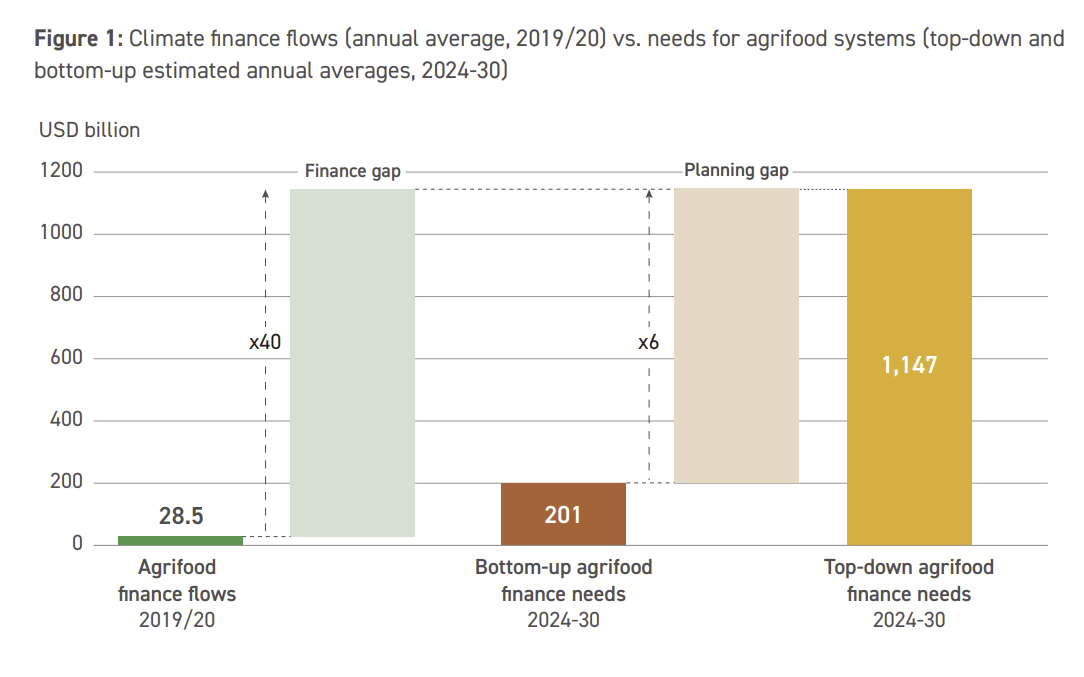 Figure 1: Climate finance flows (annual average, 2019/20) vs. needs for agrifood systems (top-down and
bottom-up estimated annual averages, 2024-30)
USD billion
1200
Finance gap
Planning gap
1000
800
x40
x6
600
1,147
400
200
28.5
201
0
Agrifood
finance flows
2019/20
Bottom-up agrifood
finance needs
2024-30
Top-down agrifood
finance needs
2024-30